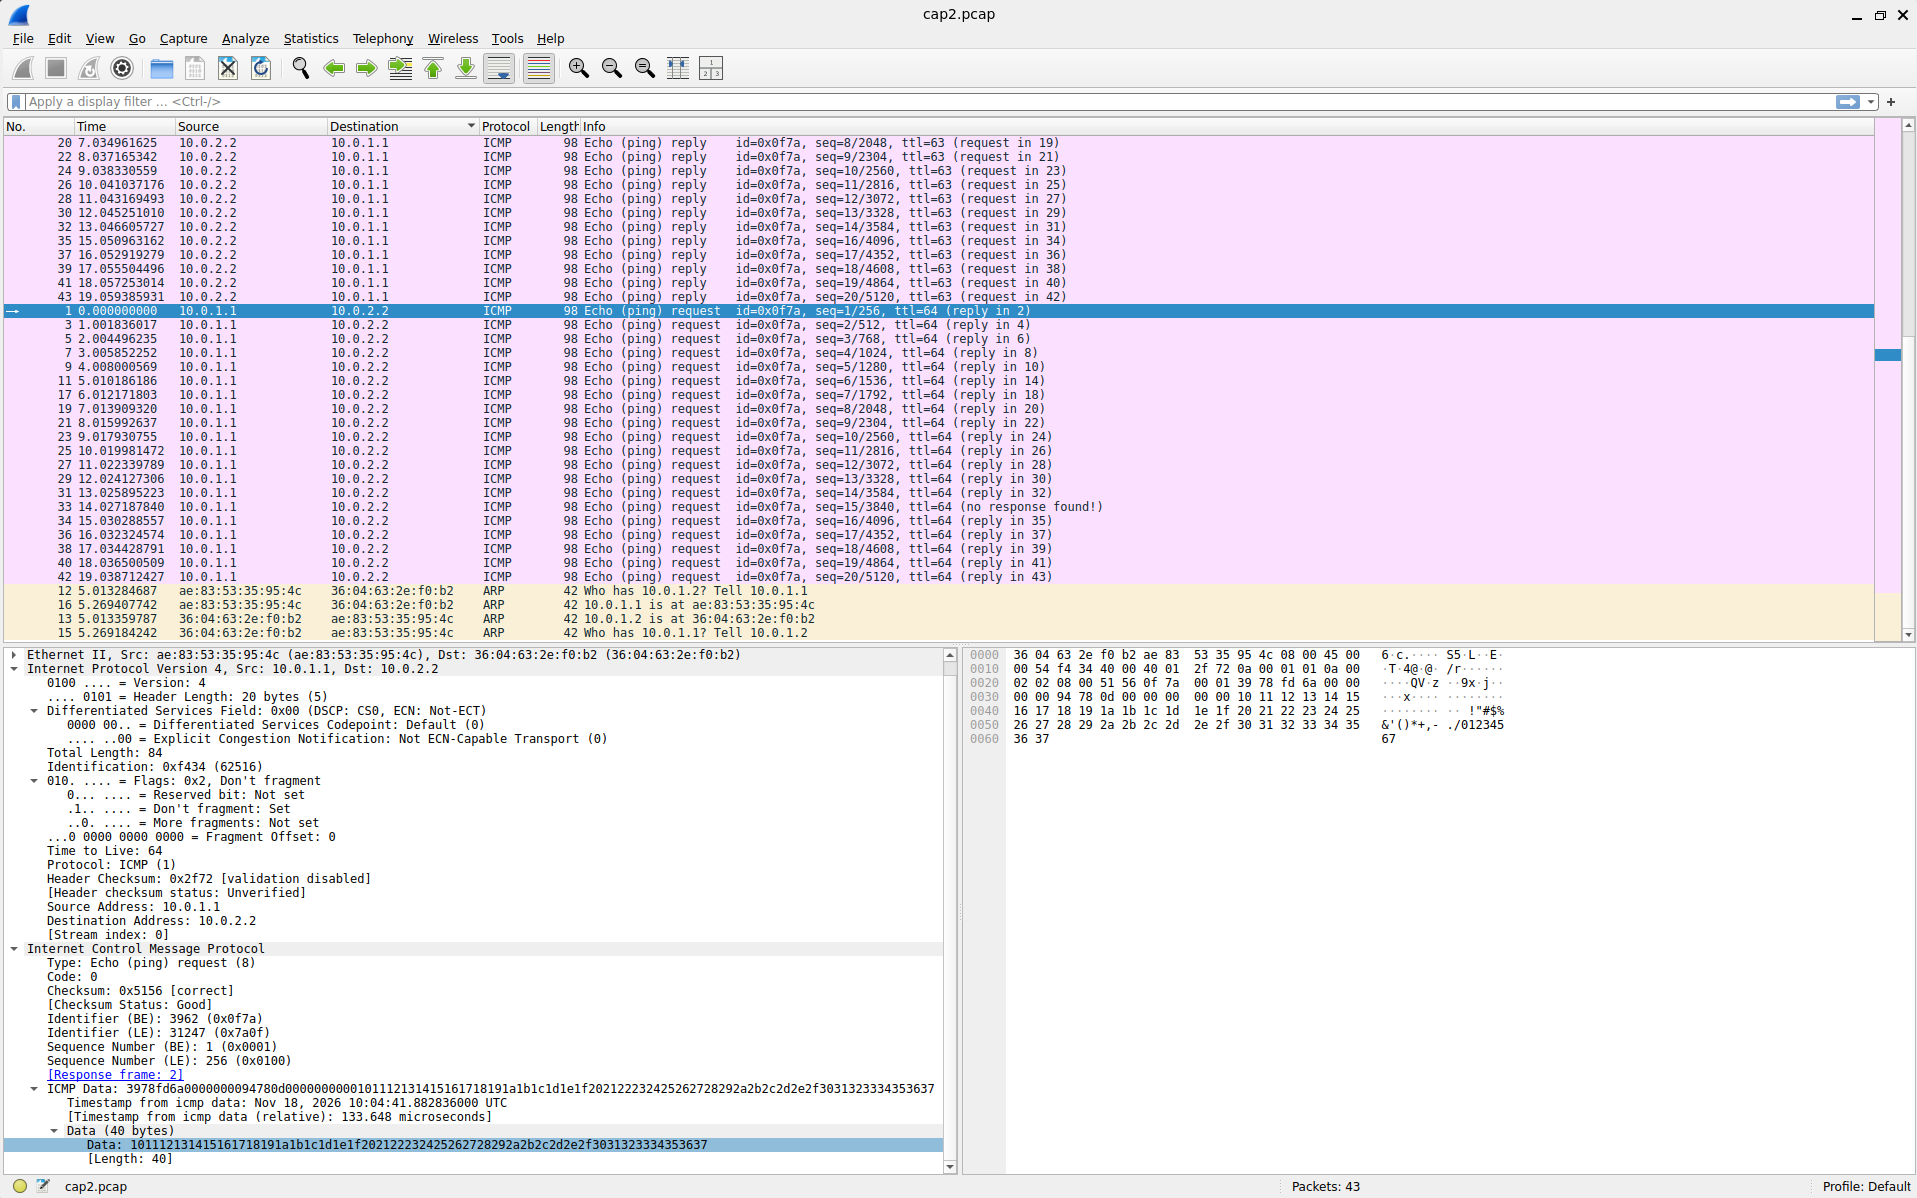 cap2.pcap
File Edit View Go Capture Analyze Statistics Telephony Wireless Tools Help
Apply a display filter ... <Ctrl-/>
No. Time Source Destination Protocol Length Info
20 7.034961625 10.0.2.2 10.0.1.1 ICMP 98 Echo (ping) reply id=0x0f7a, seq=8/2048, ttl=63 (request in 19)
22 8.037165342 10.0.2.2 10.0.1.1 ICMP 98 Echo (ping) reply id=0x0f7a, seq=9/2304, ttl=63 (request in 21)
24 9.038330559 10.0.2.2 10.0.1.1 ICMP 98 Echo (ping) reply id=0x0f7a, seq=10/2560, ttl=63 (request in 23)
26 10.041037176 10.0.2.2 10.0.1.1 ICMP 98 Echo (ping) reply id=0x0f7a, seq=11/2816, ttl=63 (request in 25)
28 11.043169493 10.0.2.2 10.0.1.1 ICMP 98 Echo (ping) reply id=0x0f7a, seq=12/3072, ttl=63 (request in 27)
30 12.045251010 10.0.2.2 10.0.1.1 ICMP 98 Echo (ping) reply id=0x0f7a, seq=13/3328, ttl=63 (request in 29)
32 13.046605727 10.0.2.2 10.0.1.1 ICMP 98 Echo (ping) reply id=0x0f7a, seq=14/3584, ttl=63 (request in 31)
35 15.050963162 10.0.2.2 10.0.1.1 ICMP 98 Echo (ping) reply id=0x0f7a, seq=16/4096, ttl=63 (request in 34)
37 16.052919279 10.0.2.2 10.0.1.1 ICMP 98 Echo (ping) reply id=0x0f7a, seq=17/4352, ttl=63 (request in 36)
39 17.055504496 10.0.2.2 10.0.1.1 ICMP 98 Echo (ping) reply id=0x0f7a, seq=18/4608, ttl=63 (request in 38)
41 18.057253014 10.0.2.2 10.0.1.1 ICMP 98 Echo (ping) reply id=0x0f7a, seq=19/4864, ttl=63 (request in 40)
43 19.059385931 10.0.2.2 10.0.1.1 ICMP 98 Echo (ping) reply id=0x0f7a, seq=20/5120, ttl=63 (request in 42)
1 0.000000000 10.0.1.1 10.0.2.2 ICMP 98 Echo (ping) request id=0x0f7a, seq=1/256, ttl=64 (reply in 2)
3 1.001836017 10.0.1.1 10.0.2.2 ICMP 98 Echo (ping) request id=0x0f7a, seq=2/512, ttl=64 (reply in 4)
5 2.004496235 10.0.1.1 10.0.2.2 ICMP 98 Echo (ping) request id=0x0f7a, seq=3/768, ttl=64 (reply in 6)
7 3.005852252 10.0.1.1 10.0.2.2 ICMP 98 Echo (ping) request id=0x0f7a, seq=4/1024, ttl=64 (reply in 8)
9 4.008000569 10.0.1.1 10.0.2.2 ICMP 98 Echo (ping) request id=0x0f7a, seq=5/1280, ttl=64 (reply in 10)
11 5.010186186 10.0.1.1 10.0.2.2 ICMP 98 Echo (ping) request id=0x0f7a, seq=6/1536, ttl=64 (reply in 14)
17 6.012171803 10.0.1.1 10.0.2.2 ICMP 98 Echo (ping) request id=0x0f7a, seq=7/1792, ttl=64 (reply in 18)
19 7.013909320 10.0.1.1 10.0.2.2 ICMP 98 Echo (ping) request id=0x0f7a, seq=8/2048, ttl=64 (reply in 20)
21 8.015992637 10.0.1.1 10.0.2.2 ICMP 98 Echo (ping) request id=0x0f7a, seq=9/2304, ttl=64 (reply in 22)
23 9.017930755 10.0.1.1 10.0.2.2 ICMP 98 Echo (ping) request id=0x0f7a, seq=10/2560, ttl=64 (reply in 24)
25 10.019981472 10.0.1.1 10.0.2.2 ICMP 98 Echo (ping) request id=0x0f7a, seq=11/2816, ttl=64 (reply in 26)
27 11.022339789 10.0.1.1 10.0.2.2 ICMP 98 Echo (ping) request id=0x0f7a, seq=12/3072, ttl=64 (reply in 28)
29 12.024127306 10.0.1.1 10.0.2.2 ICMP 98 Echo (ping) request id=0x0f7a, seq=13/3328, ttl=64 (reply in 30)
31 13.025895223 10.0.1.1 10.0.2.2 ICMP 98 Echo (ping) request id=0x0f7a, seq=14/3584, ttl=64 (reply in 32)
33 14.027187840 10.0.1.1 10.0.2.2 ICMP 98 Echo (ping) request id=0x0f7a, seq=15/3840, ttl=64 (no response found!)
34 15.030288557 10.0.1.1 10.0.2.2 ICMP 98 Echo (ping) request id=0x0f7a, seq=16/4096, ttl=64 (reply in 35)
36 16.032324574 10.0.1.1 10.0.2.2 ICMP 98 Echo (ping) request id=0x0f7a, seq=17/4352, ttl=64 (reply in 37)
38 17.034428791 10.0.1.1 10.0.2.2 ICMP 98 Echo (ping) request id=0x0f7a, seq=18/4608, ttl=64 (reply in 39)
40 18.036500509 10.0.1.1 10.0.2.2 ICMP 98 Echo (ping) request id=0x0f7a, seq=19/4864, ttl=64 (reply in 41)
42 19.038712427 10.0.1.1 10.0.2.2 ICMP 98 Echo (ping) request id=0x0f7a, seq=20/5120, ttl=64 (reply in 43)
12 5.013284687 ae:83:53:35:95:4c 36:04:63:2e:f0:b2 ARP 42 Who has 10.0.1.2? Tell 10.0.1.1
16 5.269407742 ae:83:53:35:95:4c 36:04:63:2e:f0:b2 ARP 42 10.0.1.1 is at ae:83:53:35:95:4c
13 5.013359787 36:04:63:2e:f0:b2 ae:83:53:35:95:4c ARP 42 10.0.1.2 is at 36:04:63:2e:f0:b2
15 5.269184242 36:04:63:2e:f0:b2 ae:83:53:35:95:4c ARP 42 Who has 10.0.1.1? Tell 10.0.1.2
Ethernet II, Src: ae:83:53:35:95:4c (ae:83:53:35:95:4c), Dst: 36:04:63:2e:f0:b2 (36:04:63:2e:f0:b2)
Internet Protocol Version 4, Src: 10.0.1.1, Dst: 10.0.2.2
0100 .... = Version: 4
.... 0101 = Header Length: 20 bytes (5)
Differentiated Services Field: 0x00 (DSCP: CS0, ECN: Not-ECT)
0000 00.. = Differentiated Services Codepoint: Default (0)
.... ..00 = Explicit Congestion Notification: Not ECN-Capable Transport (0)
Total Length: 84
Identification: 0xf434 (62516)
010. .... = Flags: 0x2, Don't fragment
0... .... = Reserved bit: Not set
.1.. .... = Don't fragment: Set
..0. .... = More fragments: Not set
...0 0000 0000 0000 = Fragment Offset: 0
Time to Live: 64
Protocol: ICMP (1)
Header Checksum: 0x2f72 [validation disabled]
[Header checksum status: Unverified]
Source Address: 10.0.1.1
Destination Address: 10.0.2.2
[Stream index: 0]
Internet Control Message Protocol
Type: Echo (ping) request (8)
Code: 0
Checksum: 0x5156 [correct]
[Checksum Status: Good]
Identifier (BE): 3962 (0x0f7a)
Identifier (LE): 31247 (0x7a0f)
Sequence Number (BE): 1 (0x0001)
Sequence Number (LE): 256 (0x0100)
[Response frame: 2]
ICMP Data: 3978fd6a0000000094780d0000000000101112131415161718191a1b1c1d1e1f202122232425262728292a2b2c2d2e2f3031323334353637
Timestamp from icmp data: Nov 18, 2026 10:04:41.882836000 UTC
[Timestamp from icmp data (relative): 133.648 microseconds]
Data (40 bytes)
Data: 101112131415161718191a1b1c1d1e1f202122232425262728292a2b2c2d2e2f3031323334353637
[Length: 40]
0000 36 04 63 2e f0 b2 ae 83 53 35 95 4c 08 00 45 00 6·c.···· S5·L··E·
0010 00 54 f4 34 40 00 40 01 2f 72 0a 00 01 01 0a 00 ·T·4@·@· /r······
0020 02 02 08 00 51 56 0f 7a 00 01 39 78 fd 6a 00 00 ····QV·z ··9x·j··
0030 00 00 94 78 0d 00 00 00 00 00 10 11 12 13 14 15 ···x···· ········
0040 16 17 18 19 1a 1b 1c 1d 1e 1f 20 21 22 23 24 25 ········ ·· !"#$%
0050 26 27 28 29 2a 2b 2c 2d 2e 2f 30 31 32 33 34 35 &'()*+,- ./012345
0060 36 37 67
cap2.pcap Packets: 43 Profile: Default